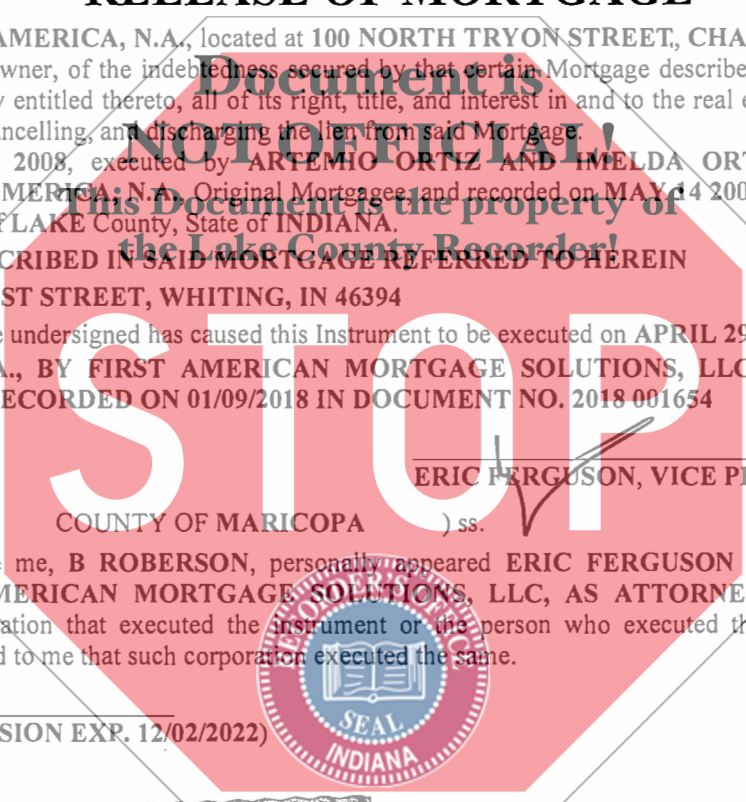 RELEASE OF MORTGAGE
AMERICA, N.A., located at 100 NORTH TRYON STREET,, CHA
wner, of the indebtedness secured by that certain Mortgage describe
Document is
y entitled thereto, all of its right, title, and interest in and to the real e
ncelling, and discharging the lien from said Mortgage.
NOT OFFICIAL!
2008, executed by ARTEMIO ORTIZ AND IMELDA ORT
MERICA, N.A., Original Mortgagee, and recorded on MAY 14 200
This Document is the property of
f LAKE County, State of INDIANA.
the Lake County Recorder!
CRIBED IN SAID MORTGAGE REFERRED TO HEREIN
ST STREET, WHITING, IN 46394
e undersigned has caused this Instrument to be executed on APRIL 29
A., BY FIRST AMERICAN MORTGAGE SOLUTIONS, LLC
ECORDED ON 01/09/2018 IN DOCUMENT NO. 2018 001654
STOP
ERIC FERGUSON, VICE PI
COUNTY OF MARICOPA ) ss.
e me, B ROBERSON, personally appeared ERIC FERGUSON
MERICAN MORTGAGE SOLUTIONS, LLC, AS ATTORNE
ation that executed the instrument or the person who executed th
d to me that such corporation executed the same.
RECORDER'S OFFICE
SEAL
INDIANA
SION EXP. 12/02/2022)